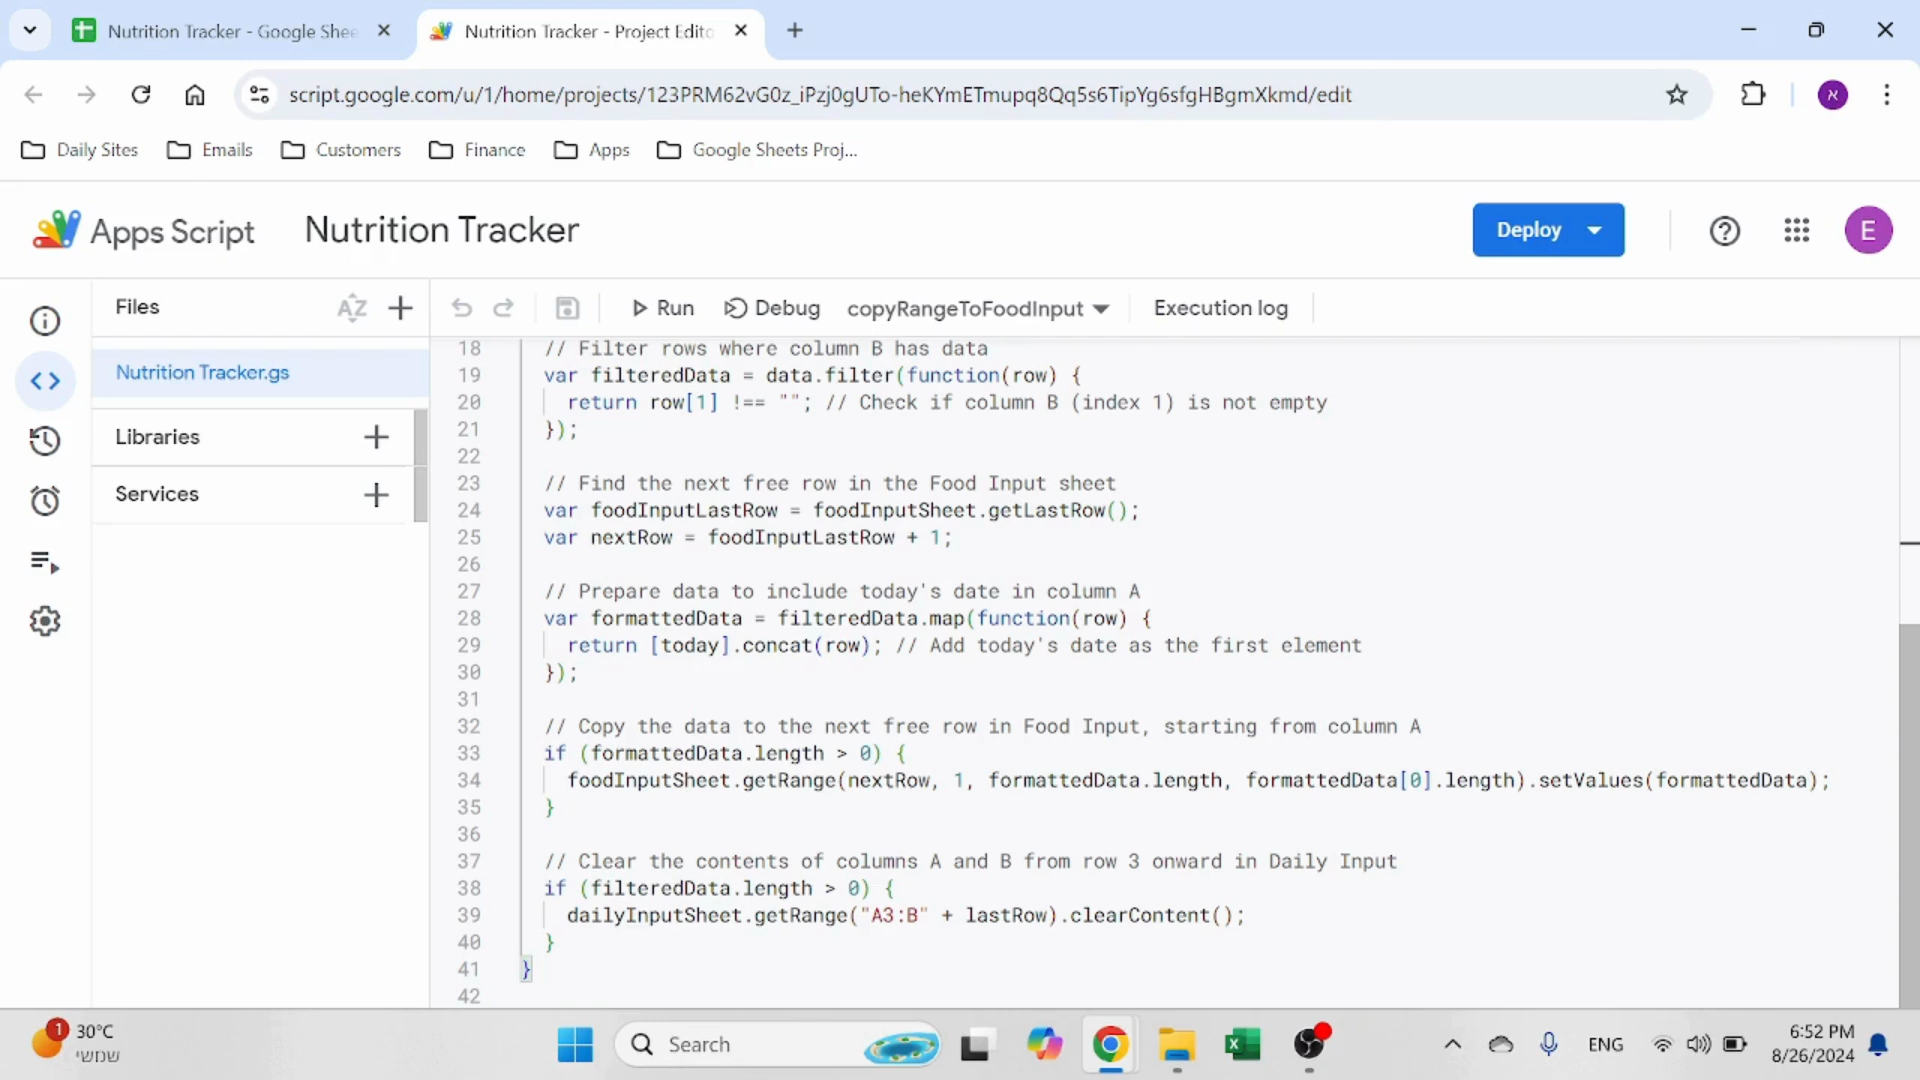 Nutrition Tracker - Google Shee
Nutrition Tracker - Project Edito
script.google.com/u/1/home/projects/123PRM62vG0z_iPzj0gUTo-heKYmETmupq8Qq5s6TipYg6sfgHBgmXkmd/edit
א
Daily Sites
Emails
Customers
Finance
Apps
Google Sheets Proj...
Apps Script
Nutrition Tracker
Deploy
E
Files
AZ
Run
Debug
copyRangeToFoodInput
Execution log
Nutrition Tracker.gs
Libraries
Services
18 // Filter rows where column B has data
19 var filteredData = data.filter(function(row) {
20 return row[1] !== ""; // Check if column B (index 1) is not empty
21 });
22
23 // Find the next free row in the Food Input sheet
24 var foodInputLastRow = foodInputSheet.getLastRow();
25 var nextRow = foodInputLastRow + 1;
26
27 // Prepare data to include today's date in column A
28 var formattedData = filteredData.map(function(row) {
29 return [today].concat(row); // Add today's date as the first element
30 });
31
32 // Copy the data to the next free row in Food Input, starting from column A
33 if (formattedData.length > 0) {
34 foodInputSheet.getRange(nextRow, 1, formattedData.length, formattedData[0].length).setValues(formattedData);
35 }
36
37 // Clear the contents of columns A and B from row 3 onward in Daily Input
38 if (filteredData.length > 0) {
39 dailyInputSheet.getRange("A3:B" + lastRow).clearContent();
40 }
41 }
42
1
30°C
שמשי
Search
ENG
6:52 PM
8/26/2024